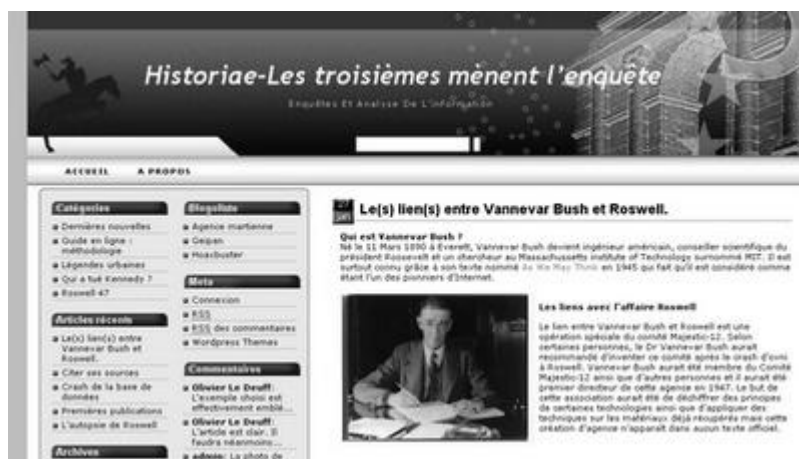 Historiae-Les troisièmes mènent l'enquête
Enquêtes Et Analyse De L'information
ACCUEIL A PROPOS
Catégories
Dernières nouvelles
Guide en ligne :
méthodologie
Légendes urbaines
Qui a tué Kennedy ?
Roswell 47
Articles récents
Le(s) lien(s) entre
Vannevar Bush et
Roswell.
Citer ses sources
Crash de la base de
données
Premières publications
L'autopsie de Roswell
Archives
Blogoliste
Agence martienne
Geipan
Hoaxbuster
Meta
Connexion
RSS
RSS des commentaires
Wordpress Themes
Commentaires
Olivier Le Deuff:
L'exemple choisi est
effectivement emblé...
Olivier Le Deuff:
L'article est clair. Il
faudra néanmoins...
admin: La photo de
27
jan
Le(s) lien(s) entre Vannevar Bush et Roswell.
Qui est Vannevar Bush ?
Né le 11 Mars 1890 à Everett, Vannevar Bush devient ingénieur américain, conseiller scientifique du
président Roosevelt et un chercheur au Massachussetts institute of Technology surnommé MIT. Il est
surtout connu grâce à son texte nommé As We May Think en 1945 qui fait qu'il est considéré comme
étant l'un des pionniers d'Internet.
Les liens avec l'affaire Roswell
Le lien entre Vannevar Bush et Roswell est une
opération spéciale du comité Majestic-12. Selon
certaines personnes, le Dr Vannevar Bush aurait
recommandé d'inventer ce comité après le crash d'ovni
à Roswell. Vannevar Bush aurait été membre du Comité
Majestic-12 ainsi que d'autres personnes et il aurait été
premier directeur de cette agence en 1947. Le but de
cette association aurait été de déchiffrer des principes
de certaines technologies ainsi que d'appliquer des
techniques sur les matériaux déjà récupérés mais cette
création d'agence n'apparaît dans aucun texte officiel.